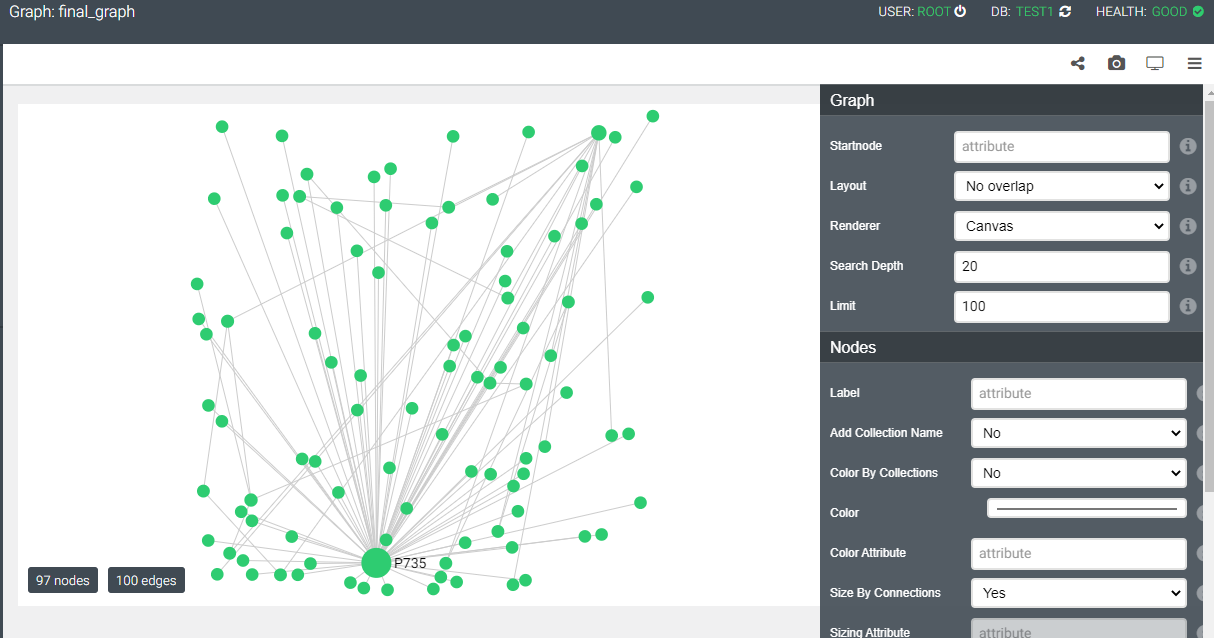 Graph: final_graph
USER: ROOT
DB: TEST1
HEALTH: GOOD
Graph
Startnode
attribute
Layout
No overlap
Renderer
Canvas
Search Depth
20
Limit
100
Nodes
Label
attribute
Add Collection Name
No
Color By Collections
No
Color
Color Attribute
attribute
Size By Connections
Yes
Sizing Attribute
attribute
P735
97 nodes
100 edges